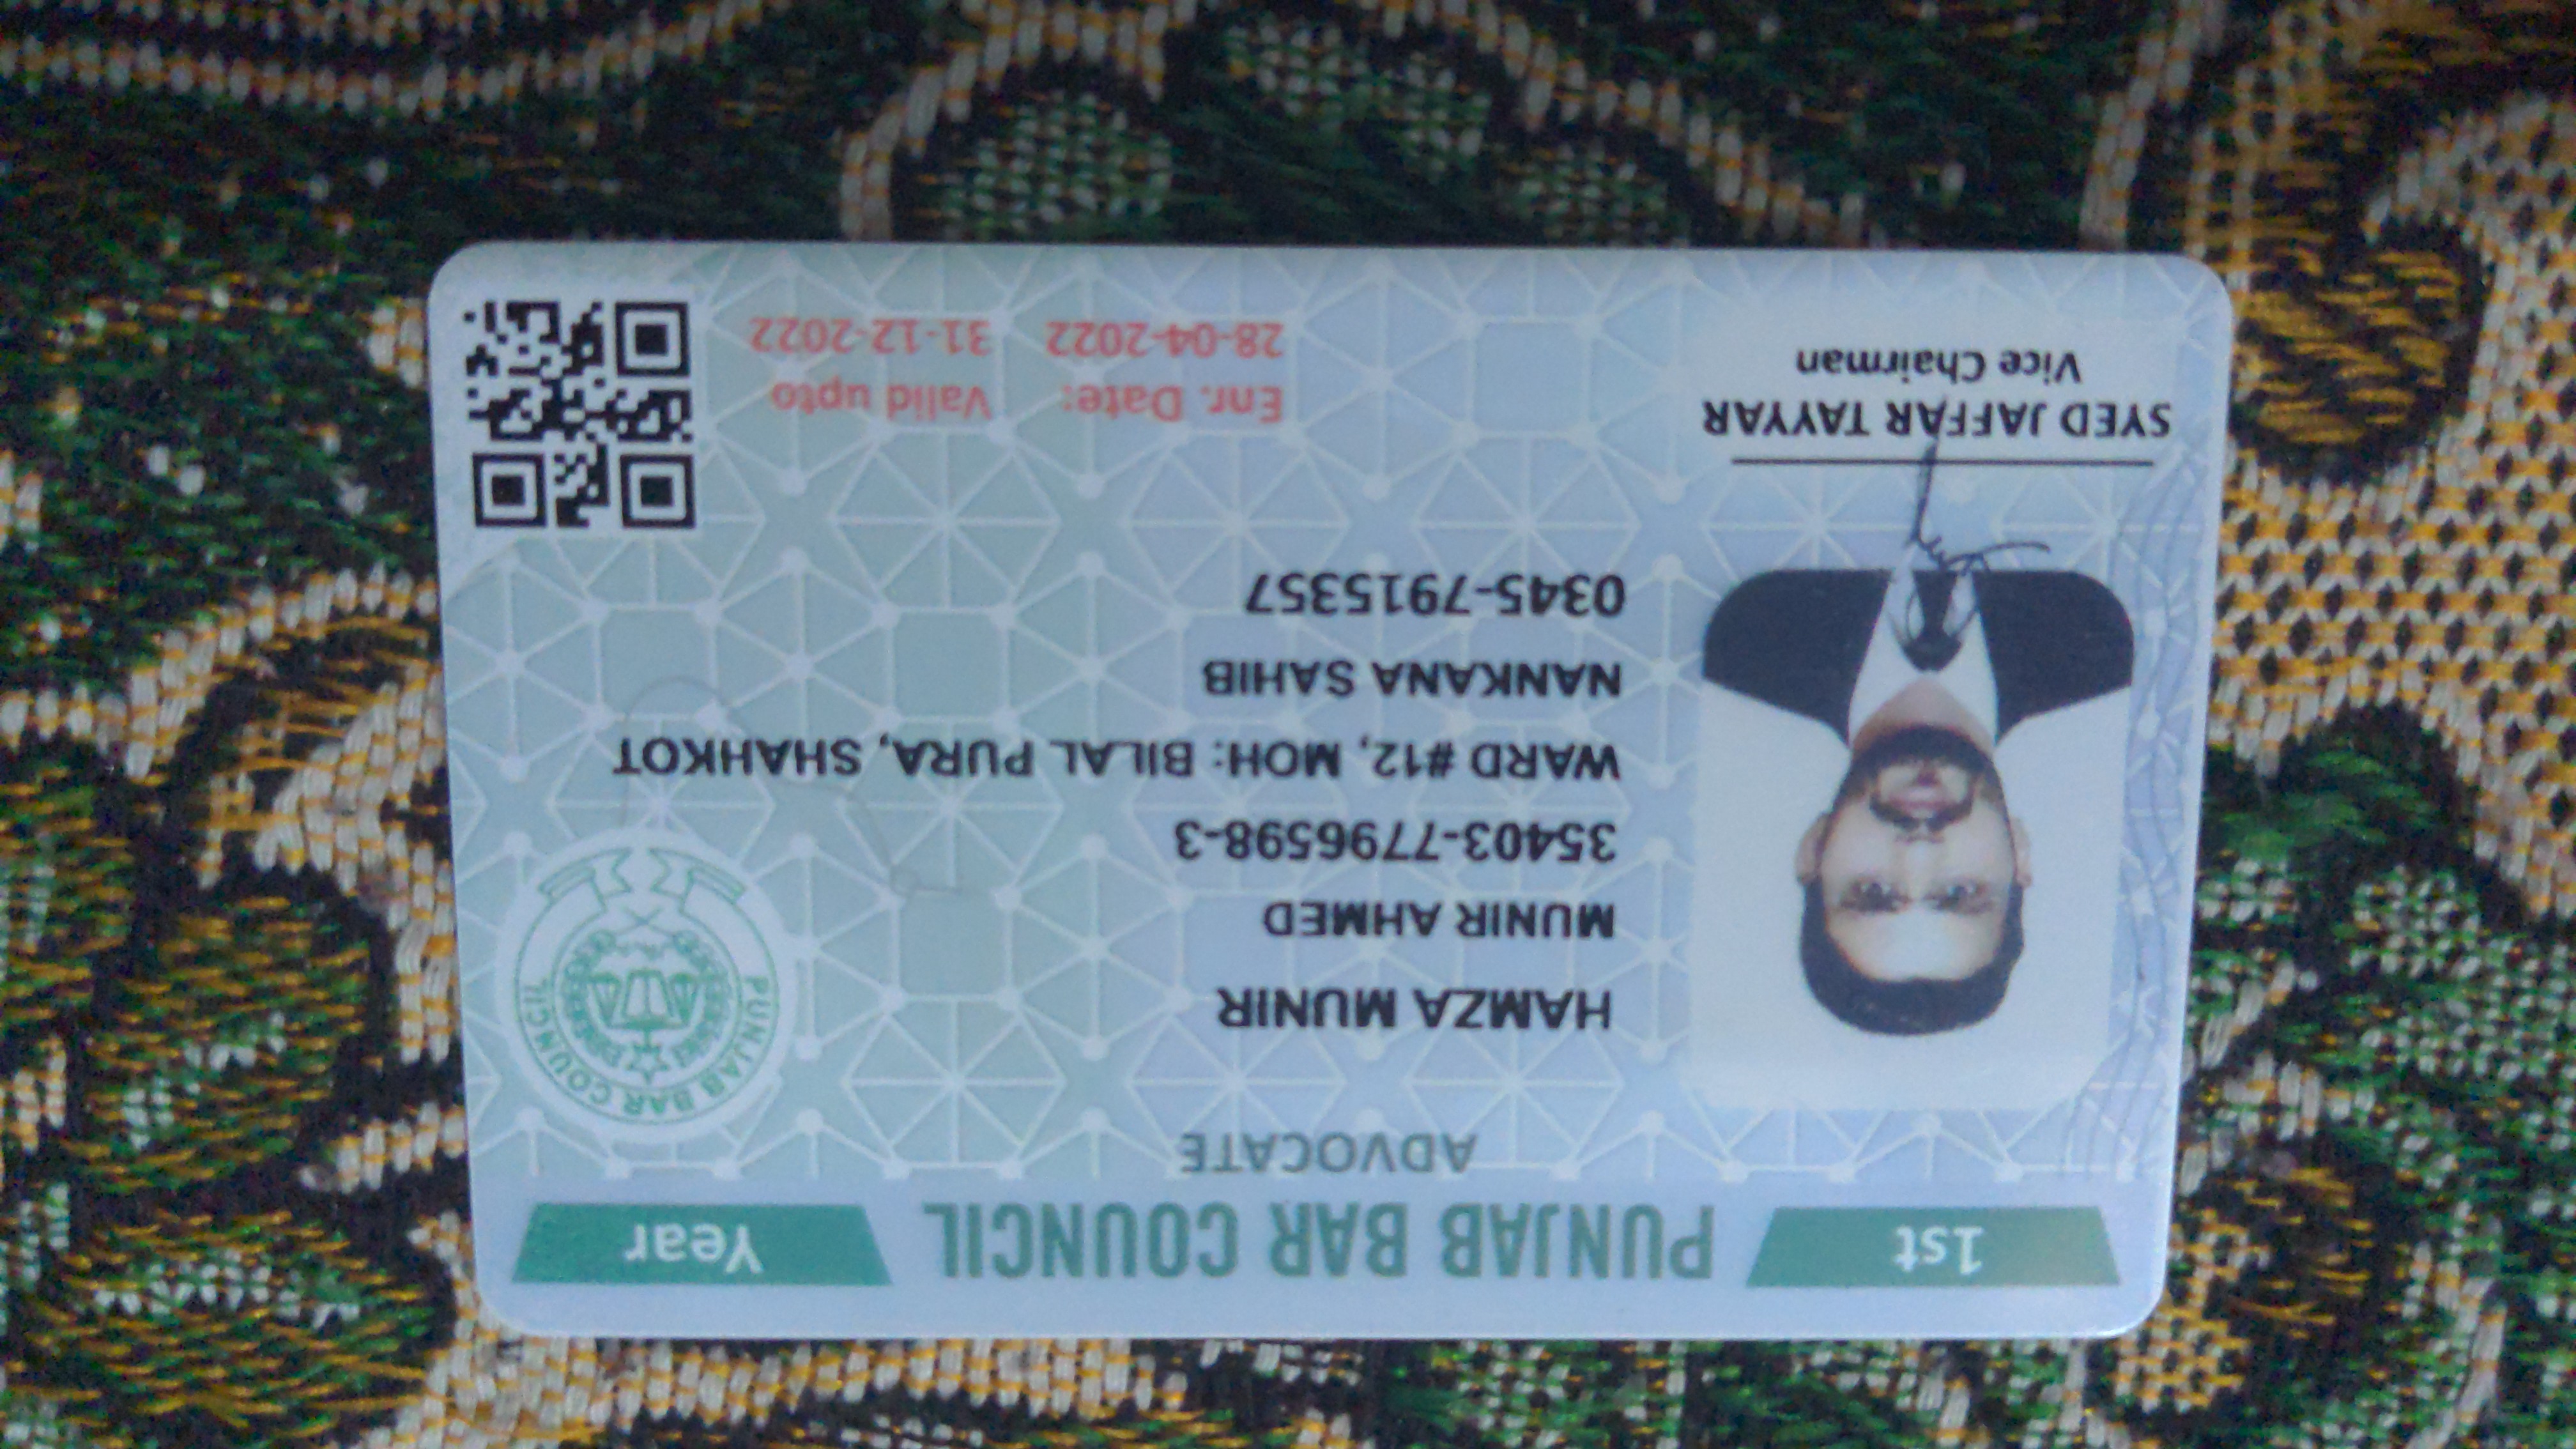 1st PUNJAB BAR COUNCIL Year
ADVOCATE
PUNJAB BAR COUNCIL
HAMZA MUNIR
MUNIR AHMED
35403-7796598-3
WARD #12, MOH: BILAL PURA, SHAHKOT
NANKANA SAHIB
0345-7915357
SYED JAFFAR TAYYAR
Vice Chairman
Enr. Date: Valid upto
28-04-2022 31-12-2022